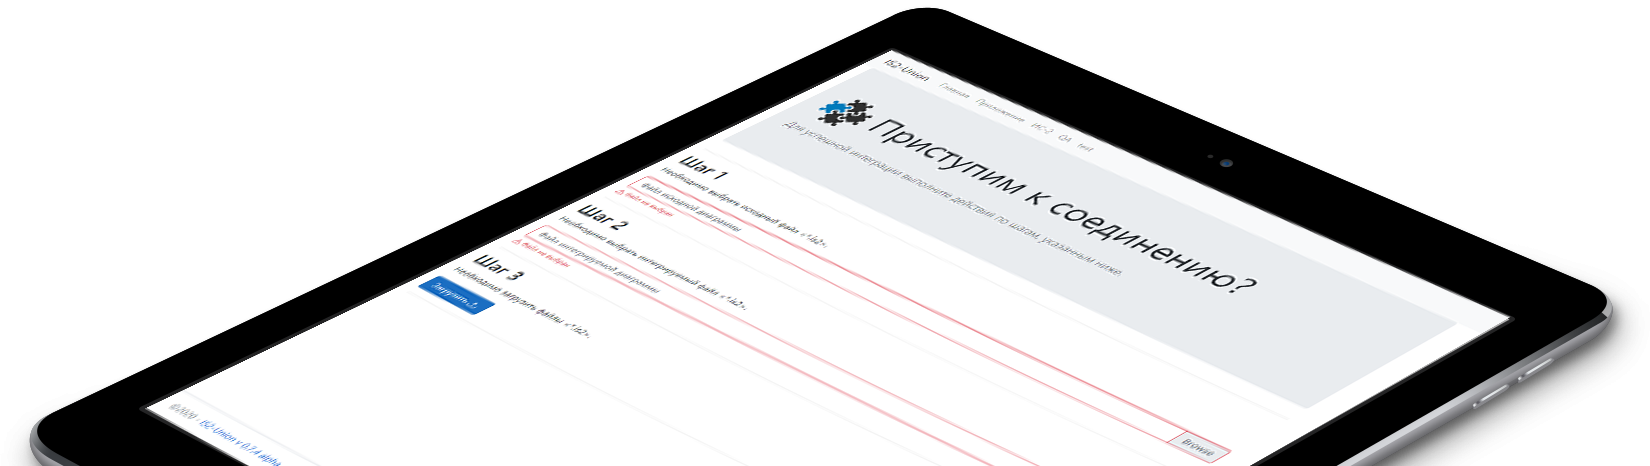 IS2-Union Главная Приложение ИС-2 QA test
Приступим к соединению?
Для успешной интеграции выполните действия по шагам, указанным ниже.
Шаг 1
Необходимо выбрать исходный файл «*.is2».
Файл исходной диаграммы
Browse
Файл не выбран
Шаг 2
Необходимо выбрать интегрируемый файл «*.is2».
Файл интегрируемой диаграммы
Файл не выбран
Шаг 3
Необходимо загрузить файлы «*.is2».
Загрузить
©2020 - IS2-Union v 0.7.4 alpha